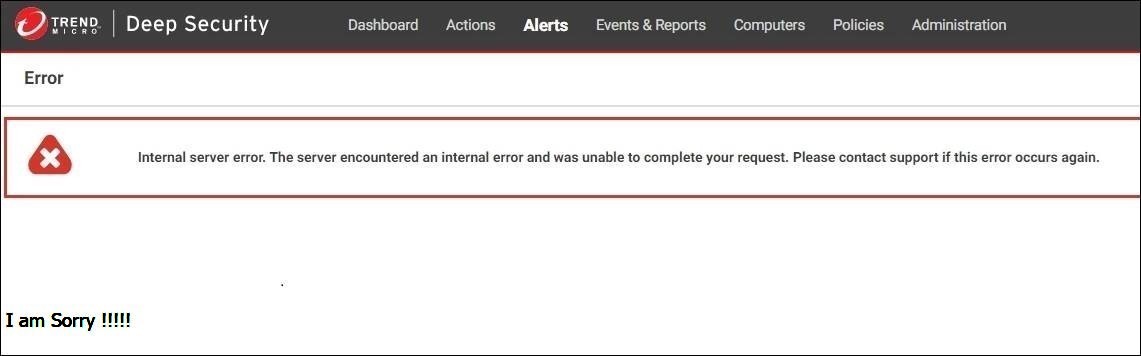 TREND MICRO Deep Security Dashboard Actions Alerts Events & Reports Computers Policies Administration
Error
Internal server error. The server encountered an internal error and was unable to complete your request. Please contact support if this error occurs again.
.
I am Sorry !!!!!